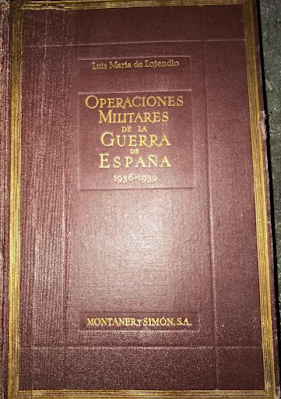 Luis María de Lojendio
OPERACIONES
MILITARES
DE LA
GUERRA
DE
ESPAÑA
1936-1939
MONTANER Y SIMÓN, S.A.